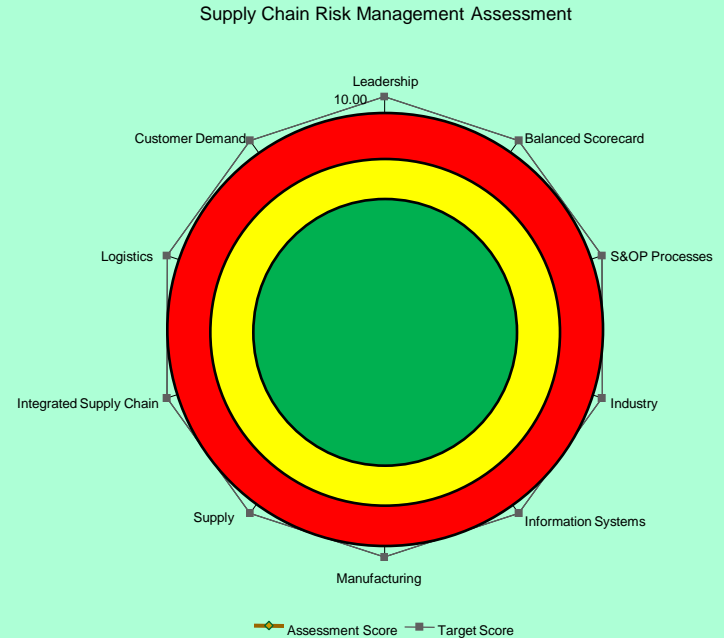 Supply Chain Risk Management Assessment
Leadership
10.00
Customer Demand
Balanced Scorecard
Logistics
S&OP Processes
Integrated Supply Chain
Industry
Supply
Information Systems
Manufacturing
Assessment Score
Target Score